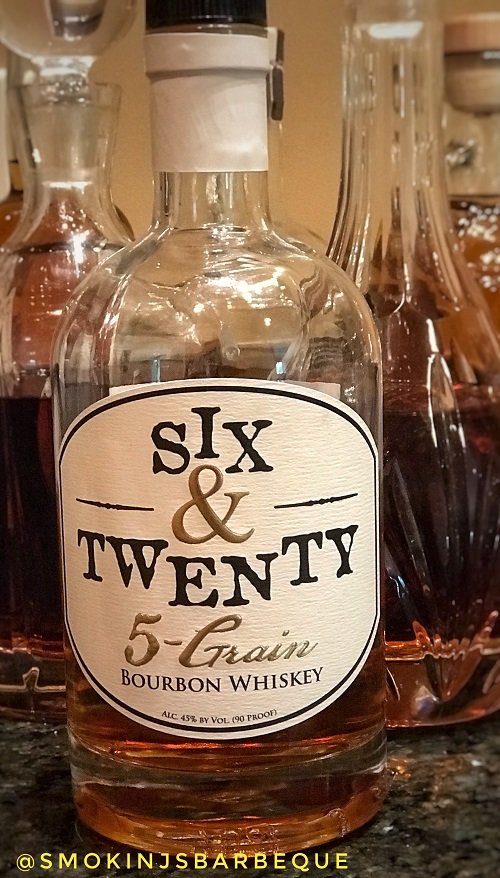 SIX
&
TWENTY
5-Grain
BOURBON WHISKEY
ALC. 45% BY VOL. (90 PROOF)
@SMOKINJSBARBEQUE